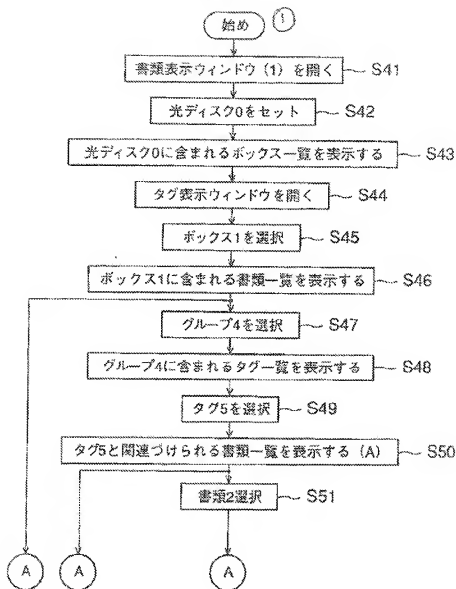 始め ①
書類表示ウィンドウ(1)を開く S41
光ディスク0をセット S42
光ディスク0に含まれるボックス一覧を表示する S43
タグ表示ウィンドウを開く S44
ボックス1を選択 S45
ボックス1に含まれる書類一覧を表示する S46
グループ4を選択 S47
グループ4に含まれるタグ一覧を表示する S48
タグ5を選択 S49
タグ5と関連づけられる書類一覧を表示する(A) S50
書類2選択 S51
A A A